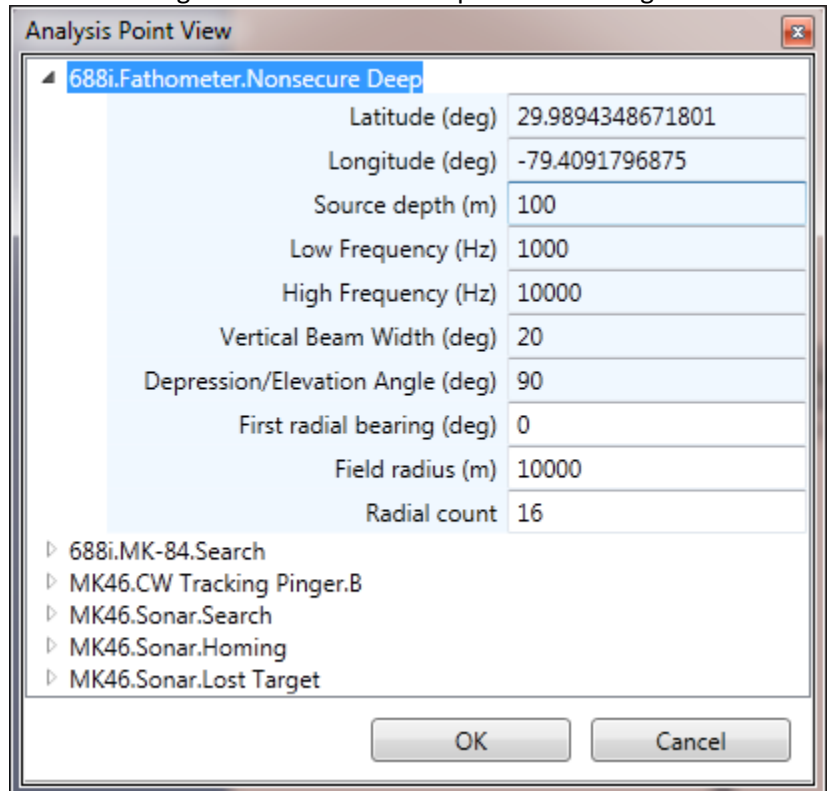 Analysis Point View
688i.Fathometer.Nonsecure Deep
Latitude (deg) 29.9894348671801
Longitude (deg) -79.4091796875
Source depth (m) 100
Low Frequency (Hz) 1000
High Frequency (Hz) 10000
Vertical Beam Width (deg) 20
Depression/Elevation Angle (deg) 90
First radial bearing (deg) 0
Field radius (m) 10000
Radial count 16
688i.MK-84.Search
MK46.CW Tracking Pinger.B
MK46.Sonar.Search
MK46.Sonar.Homing
MK46.Sonar.Lost Target
OK Cancel